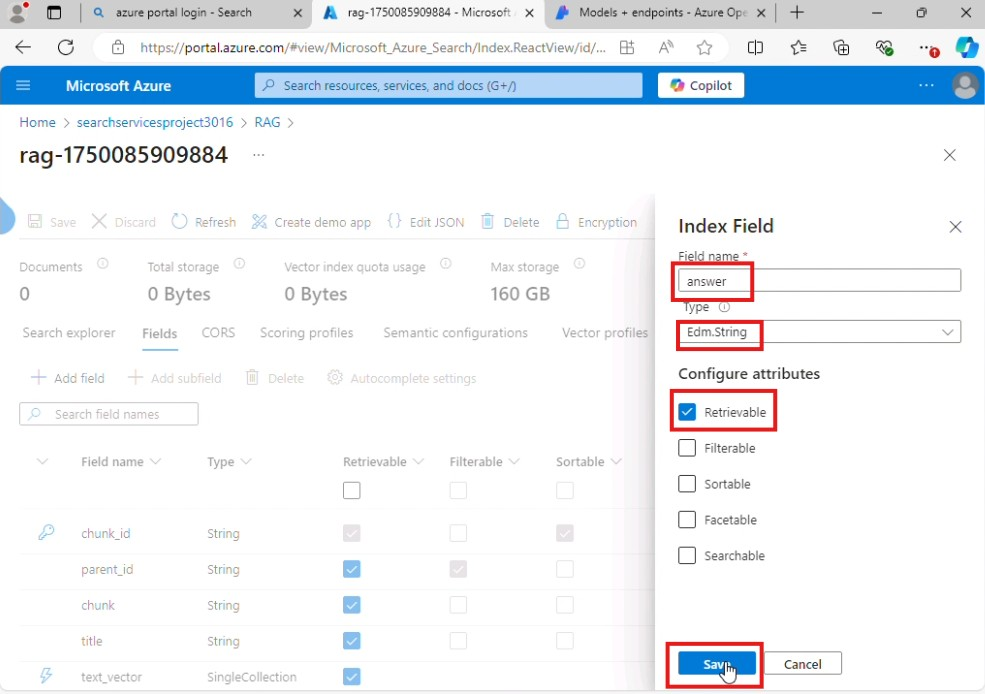 azure portal login - Search
rag-1750085909884 - Microsoft
Models + endpoints - Azure Ope
https://portal.azure.com/#view/Microsoft_Azure_Search/Index.ReactView/id/...
Microsoft Azure
Search resources, services, and docs (G+/)
Copilot
Home > searchservicesproject3016 > RAG >
rag-1750085909884 ...
Save Discard Refresh Create demo app Edit JSON Delete Encryption
Documents Total storage Vector index quota usage Max storage
0 0 Bytes 0 Bytes 160 GB
Search explorer Fields CORS Scoring profiles Semantic configurations Vector profiles
+ Add field + Add subfield Delete Autocomplete settings
Search field names
Field name Type Retrievable Filterable Sortable
chunk_id String
parent_id String
chunk String
title String
text_vector SingleCollection
Index Field
Field name *
answer
Type
Edm.String
Configure attributes
Retrievable
Filterable
Sortable
Facetable
Searchable
Save Cancel